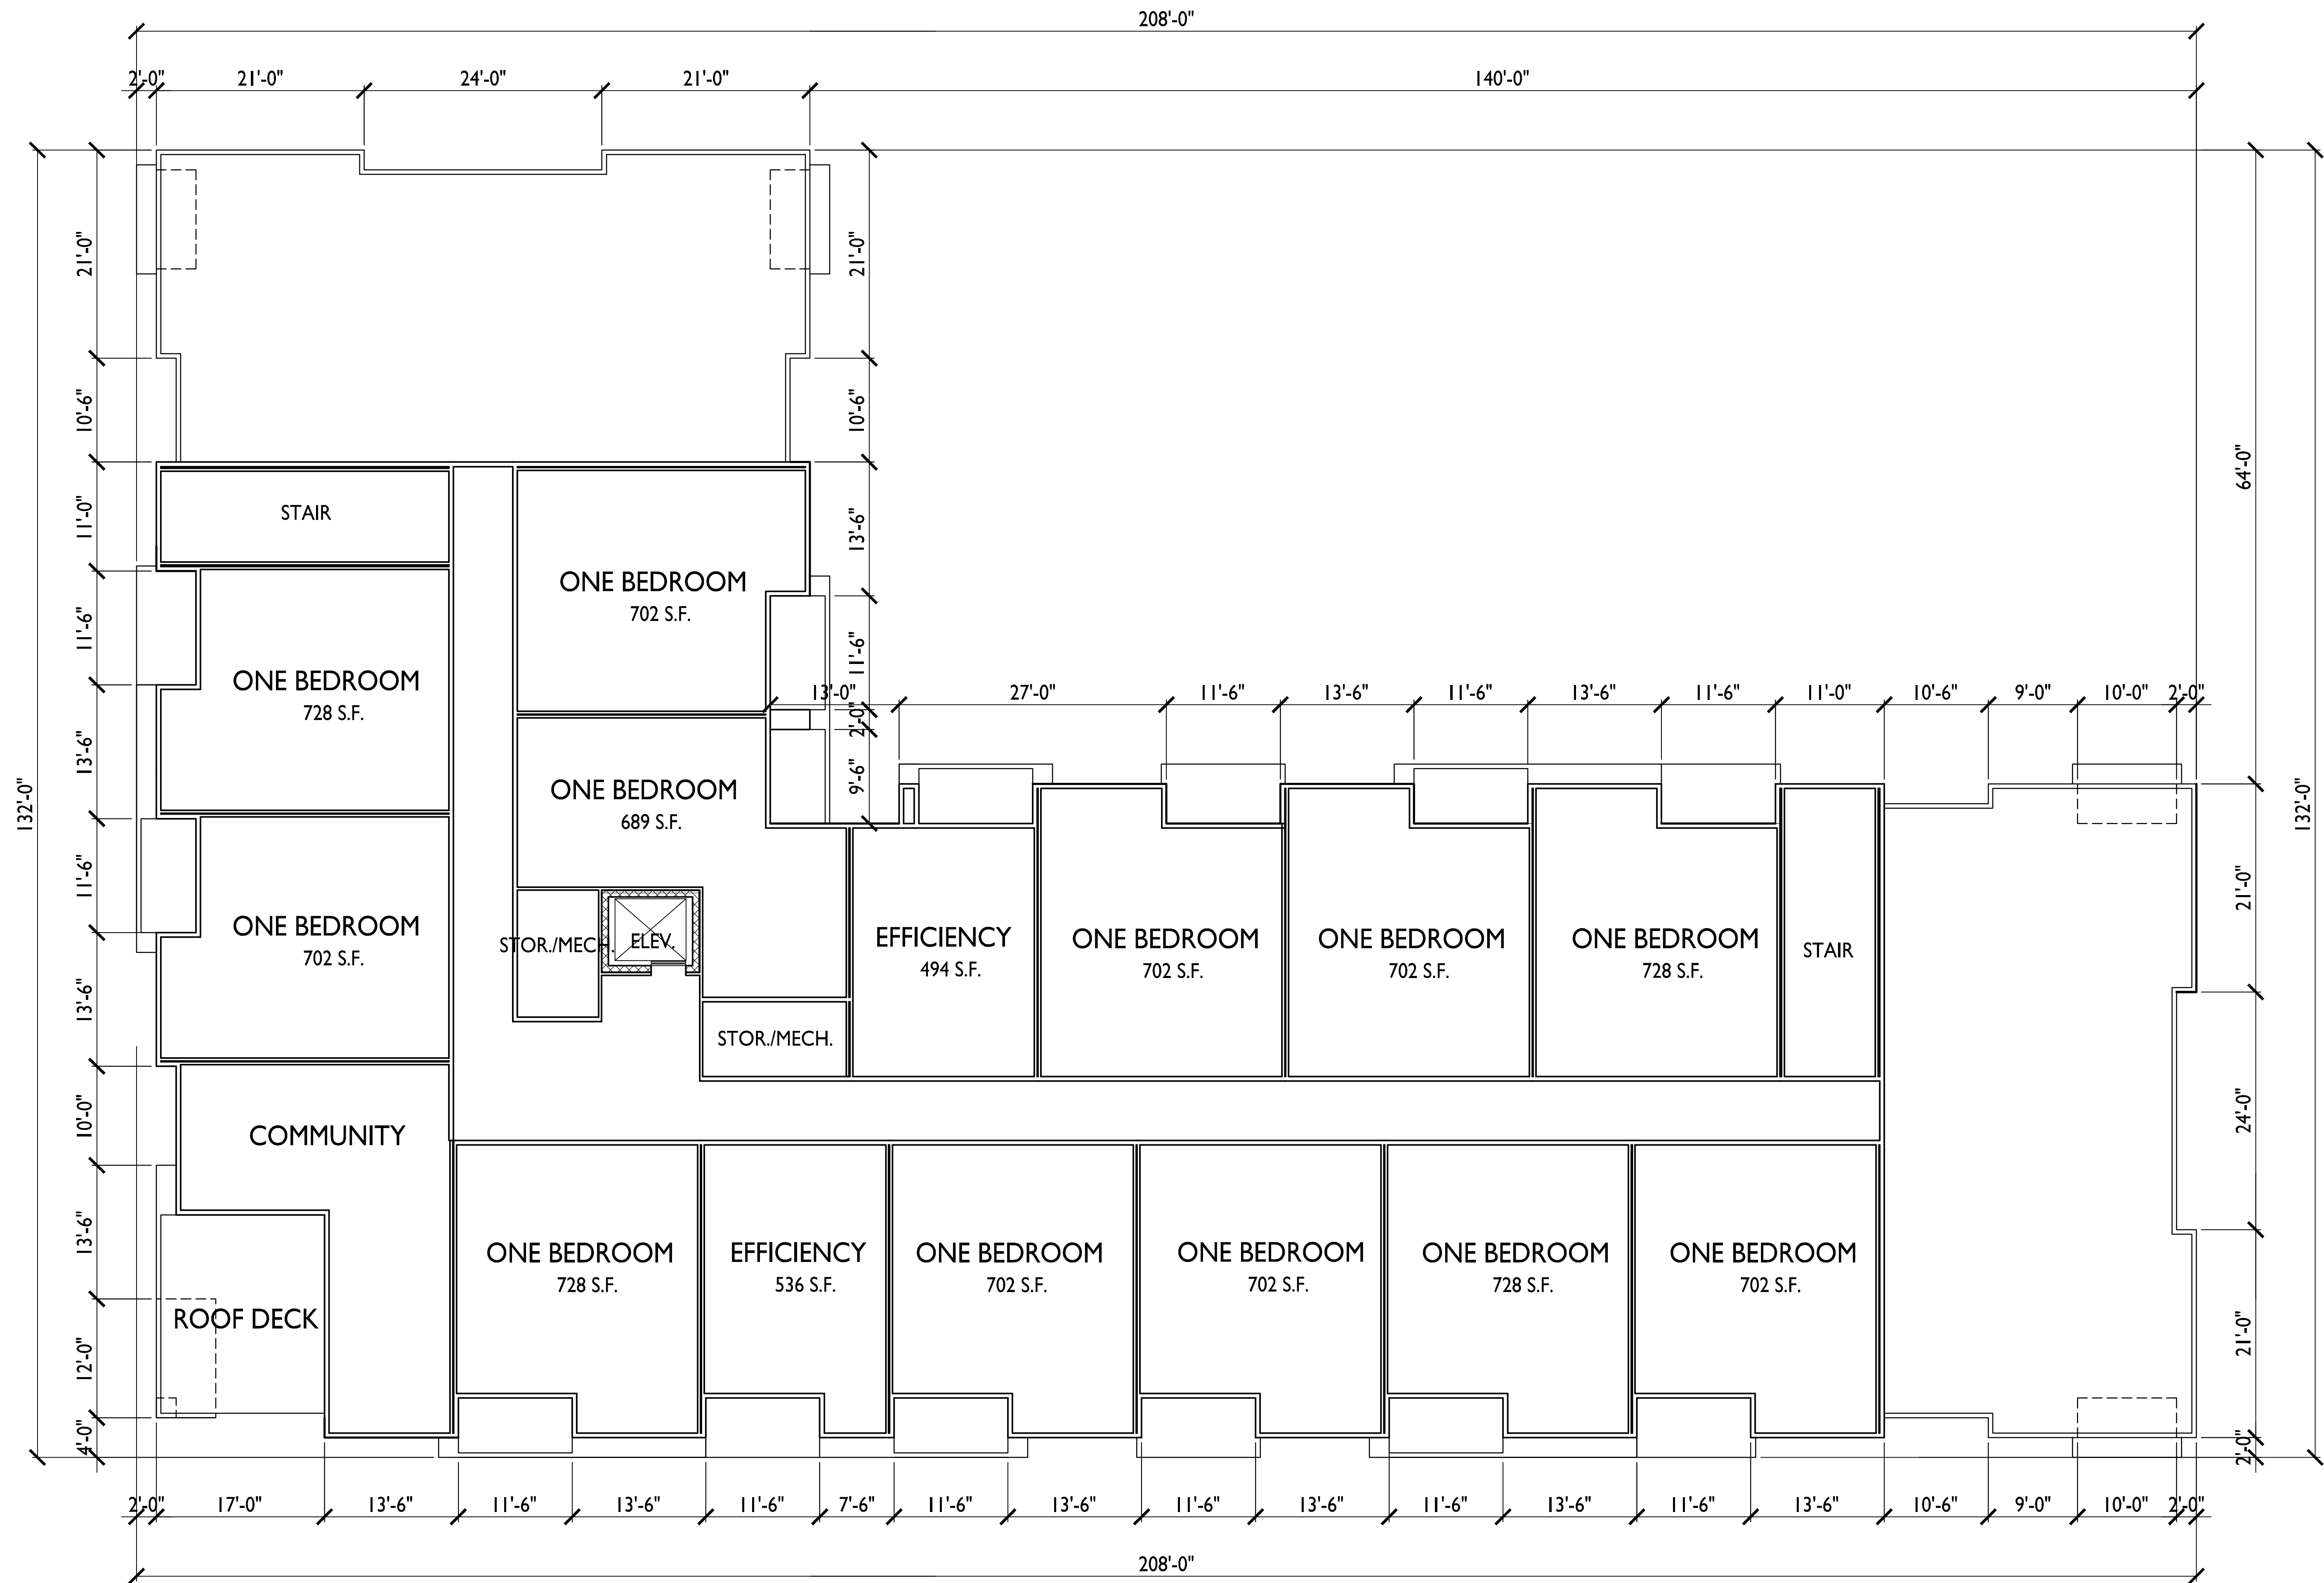 208'-0"
2'-0" 21'-0" 24'-0" 21'-0" 140'-0"
132'-0"
21'-0"
10'-6"
11'-0"
11'-6"
13'-6"
11'-6"
13'-6"
10'-0"
13'-6"
12'-0"
4'-0"
21'-0"
10'-6"
13'-6"
11'-6"
2'-0"
9'-6"
64'-0"
21'-0"
24'-0"
21'-0"
2'-0"
132'-0"
13'-0" 27'-0" 11'-6" 13'-6" 11'-6" 13'-6" 11'-6" 11'-0" 10'-6" 9'-0" 10'-0" 2'-0"
STAIR
ONE BEDROOM
702 S.F.
ONE BEDROOM
728 S.F.
ONE BEDROOM
689 S.F.
ONE BEDROOM
702 S.F.
STOR./MECH.
ELEV.
STOR./MECH.
EFFICIENCY
494 S.F.
ONE BEDROOM
702 S.F.
ONE BEDROOM
702 S.F.
ONE BEDROOM
728 S.F.
STAIR
COMMUNITY
ROOF DECK
ONE BEDROOM
728 S.F.
EFFICIENCY
536 S.F.
ONE BEDROOM
702 S.F.
ONE BEDROOM
702 S.F.
ONE BEDROOM
728 S.F.
ONE BEDROOM
702 S.F.
2'-0" 17'-0" 13'-6" 11'-6" 13'-6" 11'-6" 7'-6" 11'-6" 13'-6" 11'-6" 13'-6" 11'-6" 13'-6" 11'-6" 13'-6" 10'-6" 9'-0" 10'-0" 2'-0"
208'-0"